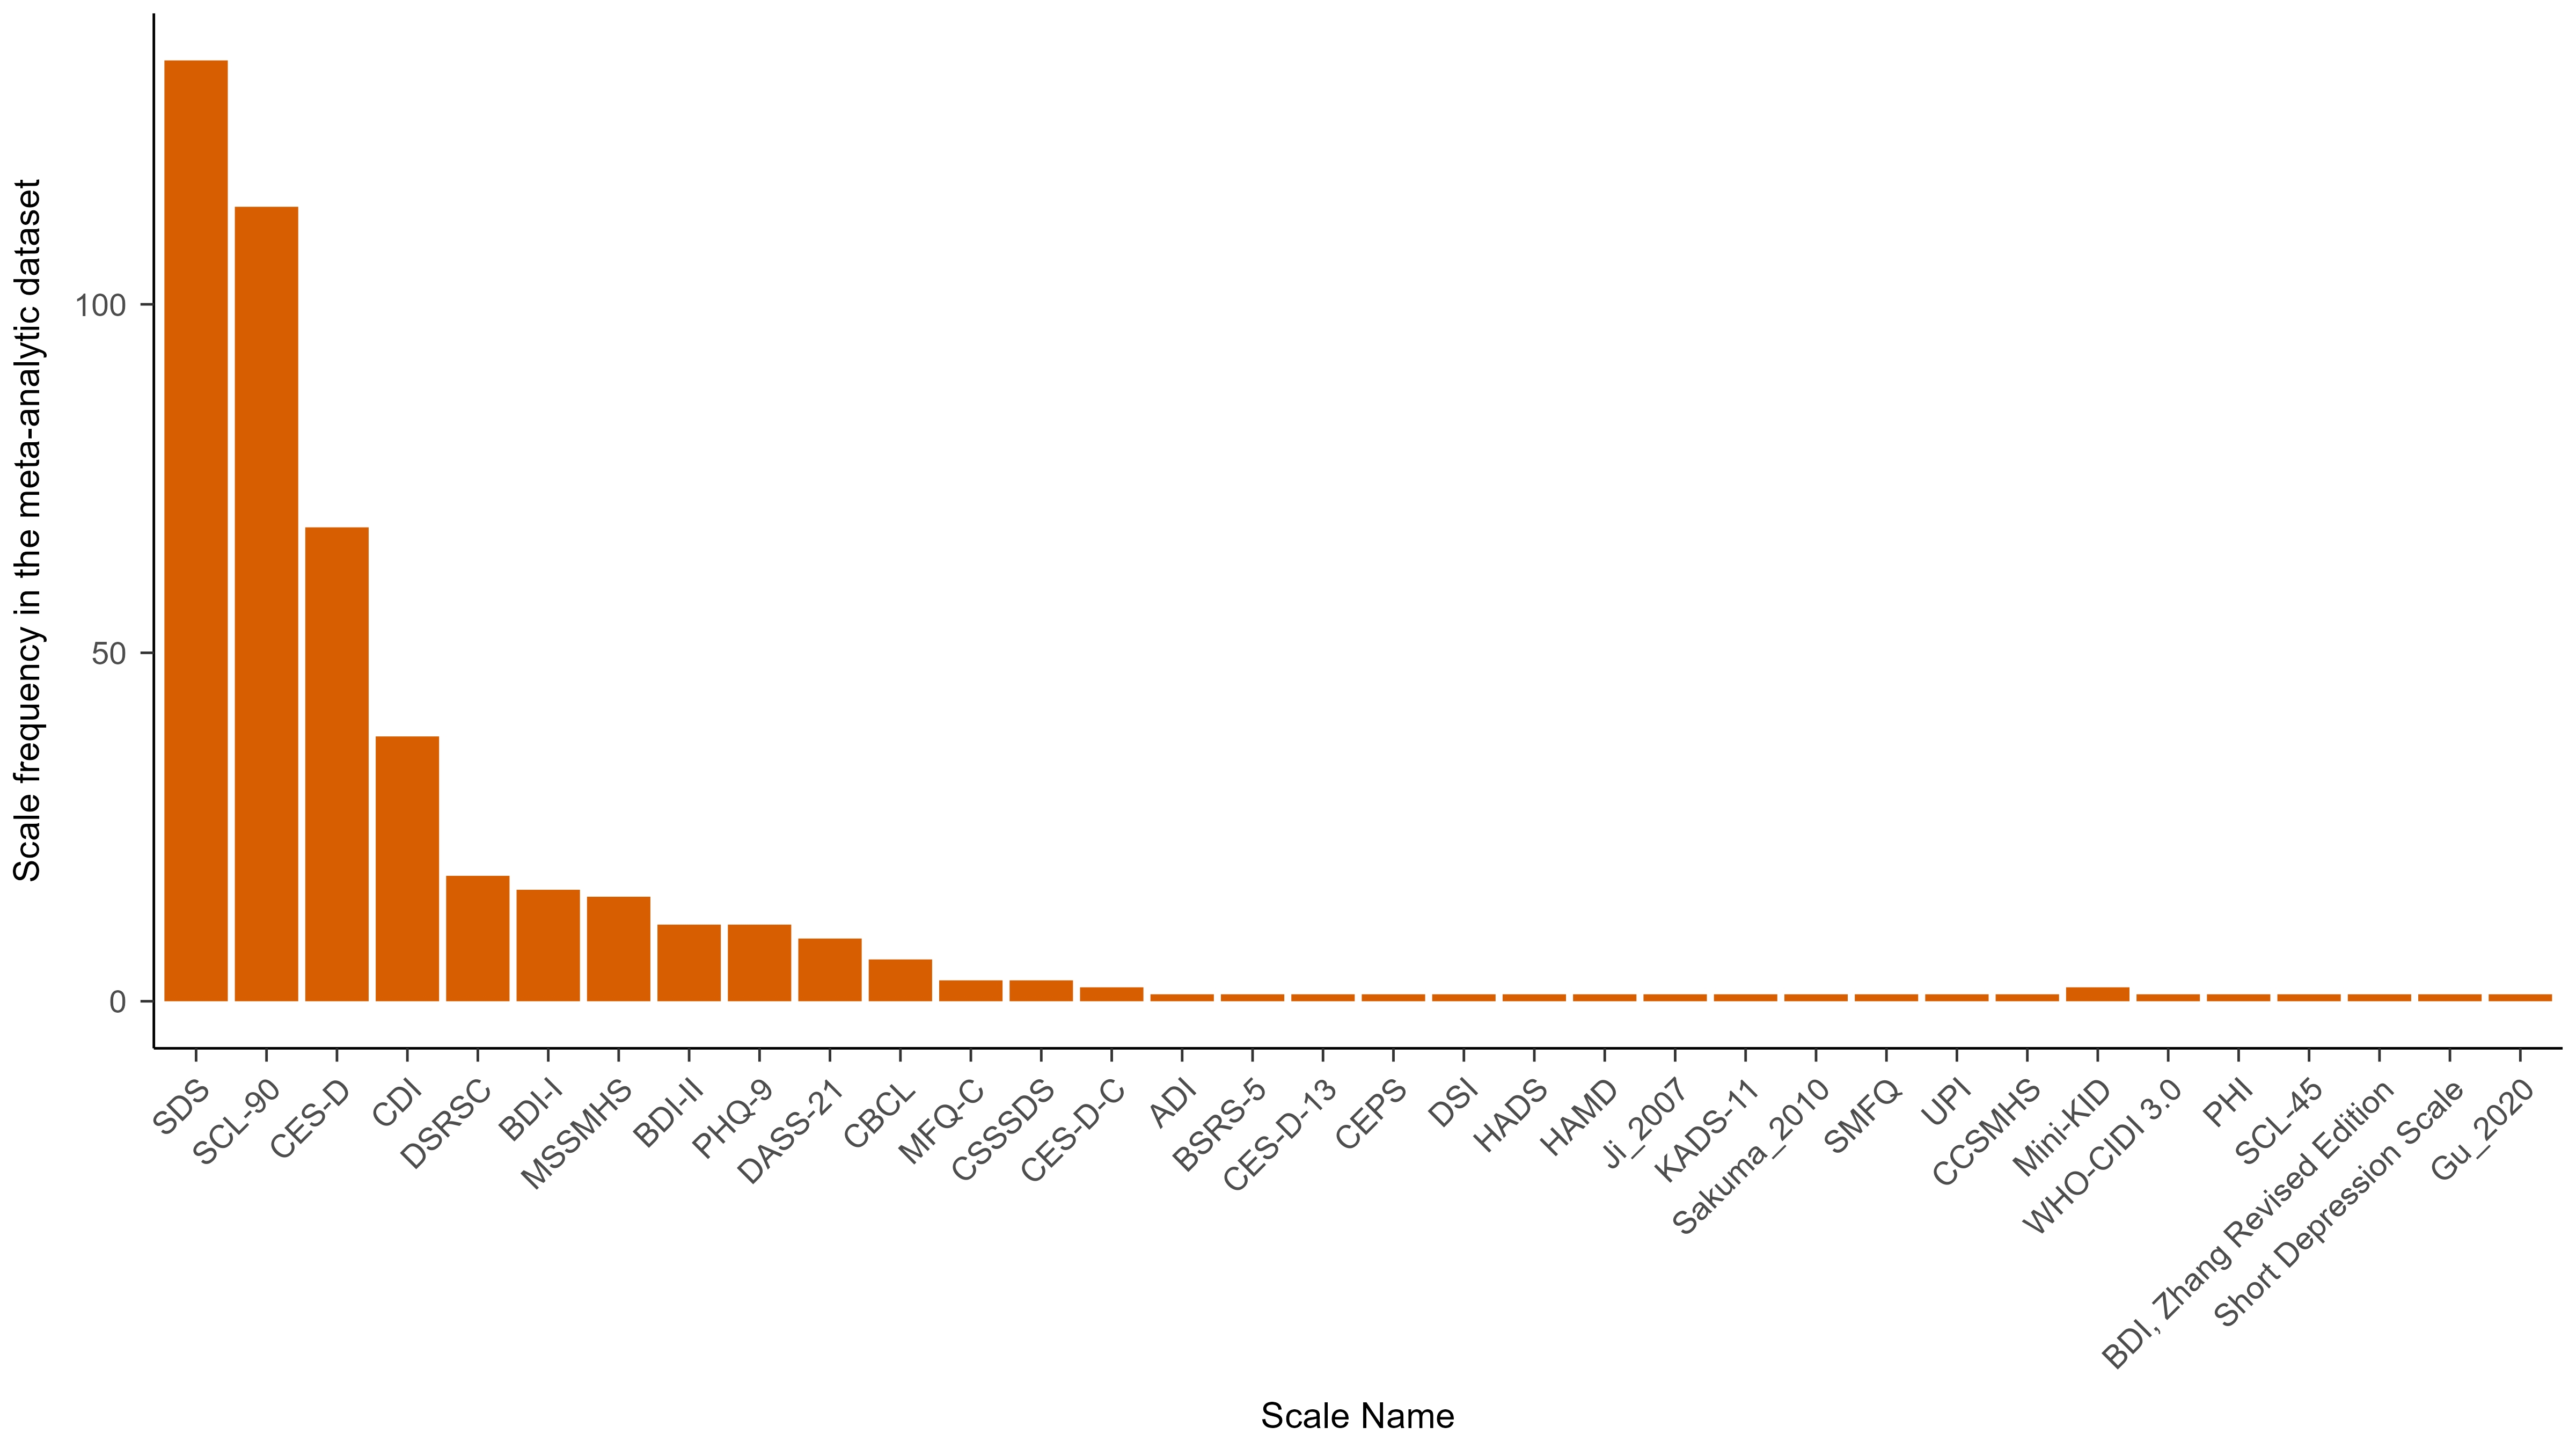 Scale frequency in the meta-analytic dataset
100
50
0
SDS
SCL-90
CES-D
CDI
DSRSC
BDI-I
MSSMHS
BDI-II
PHQ-9
DASS-21
CBCL
MFQ-C
CSSSDS
CES-D-C
ADI
BSRS-5
CES-D-13
CEPS
DSI
HADS
HAMD
Ji_2007
KADS-11
Sakuma_2010
SMFQ
UPI
CCSMHS
Mini-KID
WHO-CIDI 3.0
PHI
SCL-45
BDI, Zhang Revised Edition
Short Depression Scale
Gu_2020
Scale Name